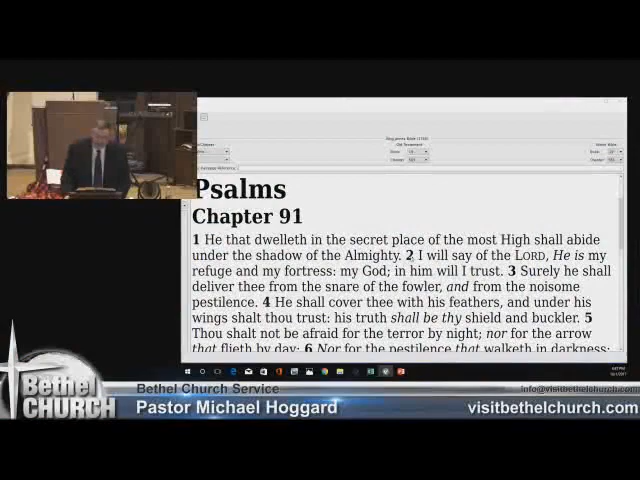 Psalms
Chapter 91
1 He that dwelleth in the secret place of the most High shall abide
under the shadow of the Almighty. 2 I will say of the LORD, He is my
refuge and my fortress: my God; in him will I trust. 3 Surely he shall
deliver thee from the snare of the fowler, and from the noisome
pestilence. 4 He shall cover thee with his feathers, and under his
wings shalt thou trust: his truth shall be thy shield and buckler. 5
Thou shalt not be afraid for the terror by night; nor for the arrow
that flieth by day; 6 Nor for the pestilence that walketh in darkness;
Bethel
CHURCH
Bethel Church Service
info@visitbethelchurch.com
Pastor Michael Hoggard
visitbethelchurch.com